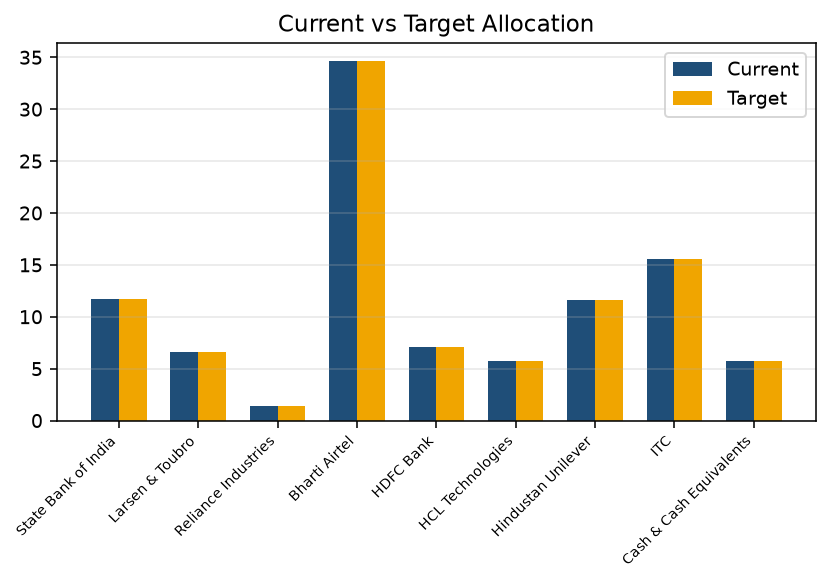 Current vs Target Allocation
Current
Target
35
30
25
20
15
10
5
0
State Bank of India
Larsen & Toubro
Reliance Industries
Bharti Airtel
HDFC Bank
HCL Technologies
Hindustan Unilever
ITC
Cash & Cash Equivalents